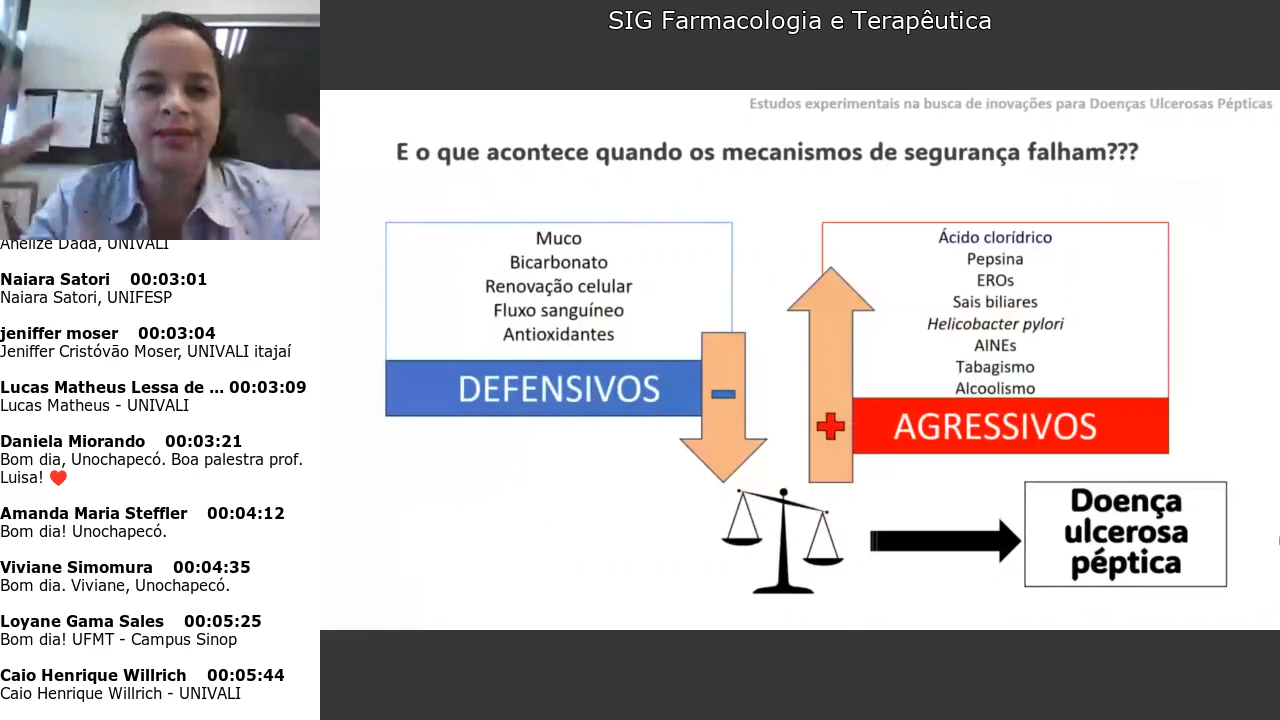 SIG Farmacologia e Terapêutica
Estudos experimentais na busca de inovações para Doenças Ulcerosas Pépticas
E o que acontece quando os mecanismos de segurança falham???
Muco
Bicarbonato
Renovação celular
Fluxo sanguíneo
Antioxidantes
DEFENSIVOS
Ácido clorídrico
Pepsina
EROs
Sais biliares
Helicobacter pylori
AINEs
Tabagismo
Alcoolismo
AGRESSIVOS
Doença
ulcerosa
péptica
Anelize Dada, UNIVALI
Naiara Satori 00:03:01
Naiara Satori, UNIFESP
jeniffer moser 00:03:04
Jeniffer Cristóvão Moser, UNIVALI itajaí
Lucas Matheus Lessa de ... 00:03:09
Lucas Matheus - UNIVALI
Daniela Miorando 00:03:21
Bom dia, Unochapecó. Boa palestra prof.
Luisa! ♥
Amanda Maria Steffler 00:04:12
Bom dia! Unochapecó.
Viviane Simomura 00:04:35
Bom dia. Viviane, Unochapecó.
Loyane Gama Sales 00:05:25
Bom dia! UFMT - Campus Sinop
Caio Henrique Willrich 00:05:44
Caio Henrique Willrich - UNIVALI